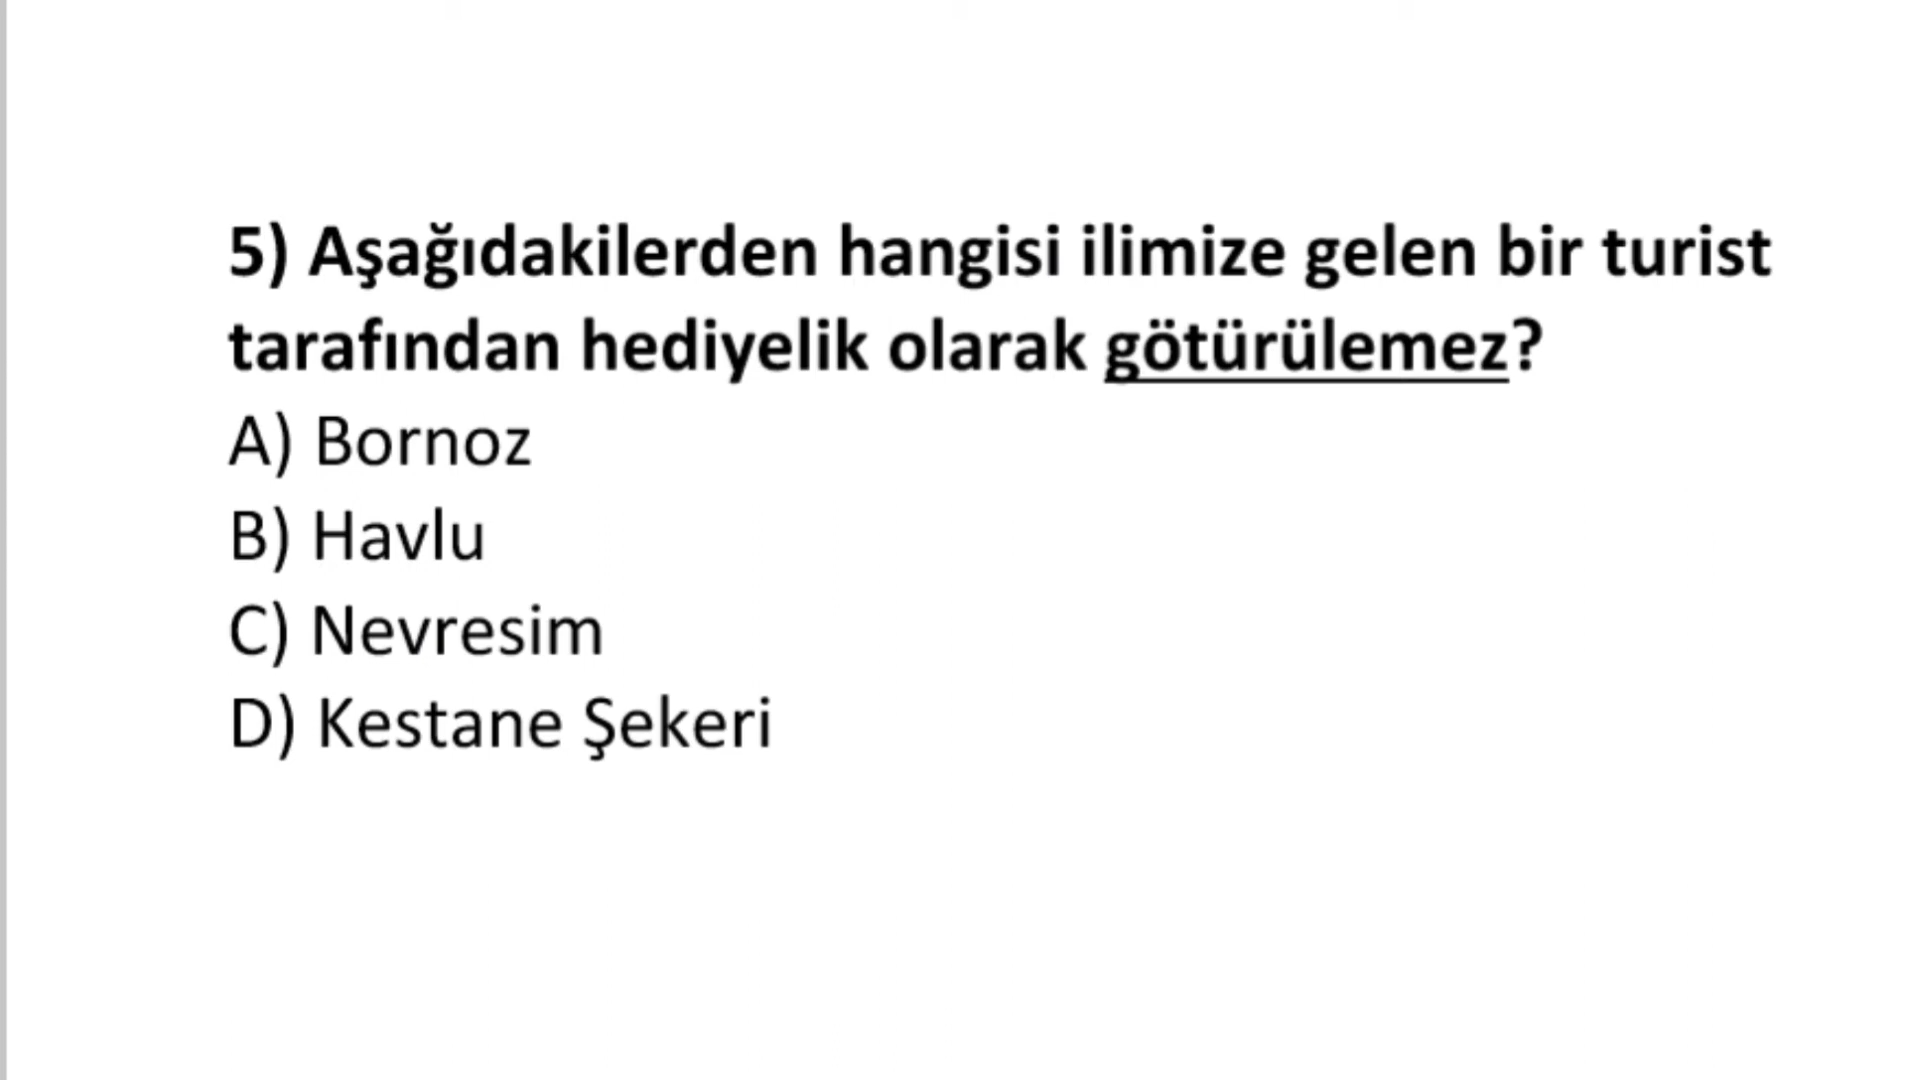 5) Aşağıdakilerden hangisi ilimize gelen bir turist
tarafından hediyelik olarak götürülemez?
A) Bornoz
B) Havlu
C) Nevresim
D) Kestane Şekeri